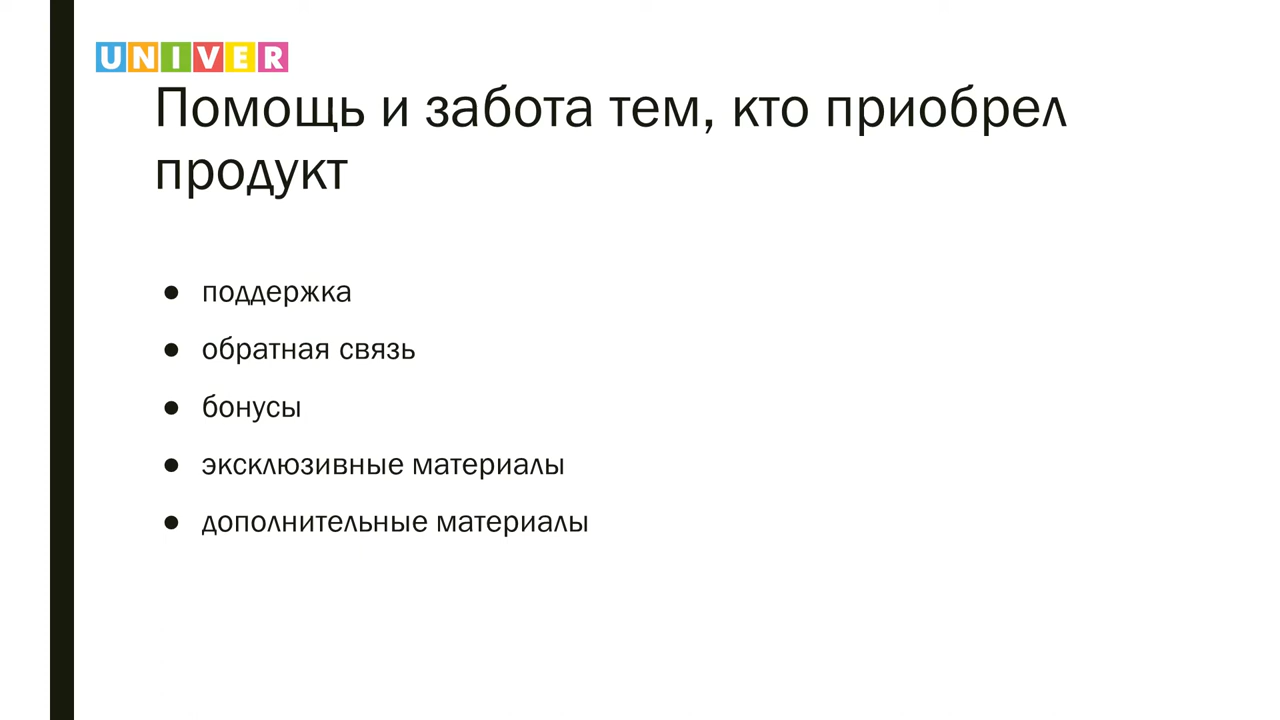 UNIVER
Помощь и забота тем, кто приобрел
продукт
● поддержка
● обратная связь
● бонусы
● эксклюзивные материалы
● дополнительные материалы